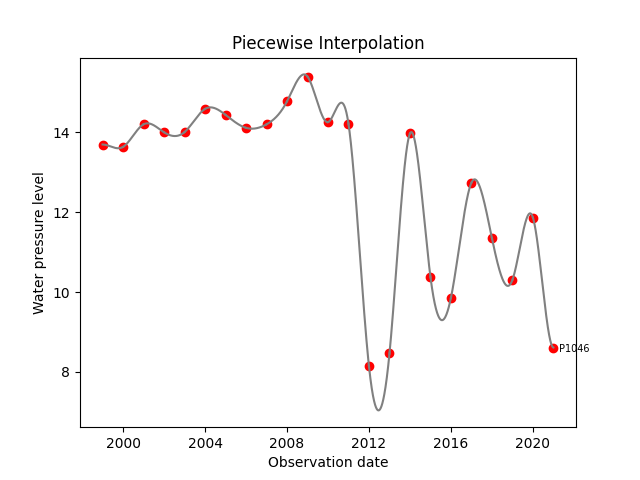 Piecewise Interpolation
Water pressure level
14
12
10
8
P1046
2000 2004 2008 2012 2016 2020
Observation date